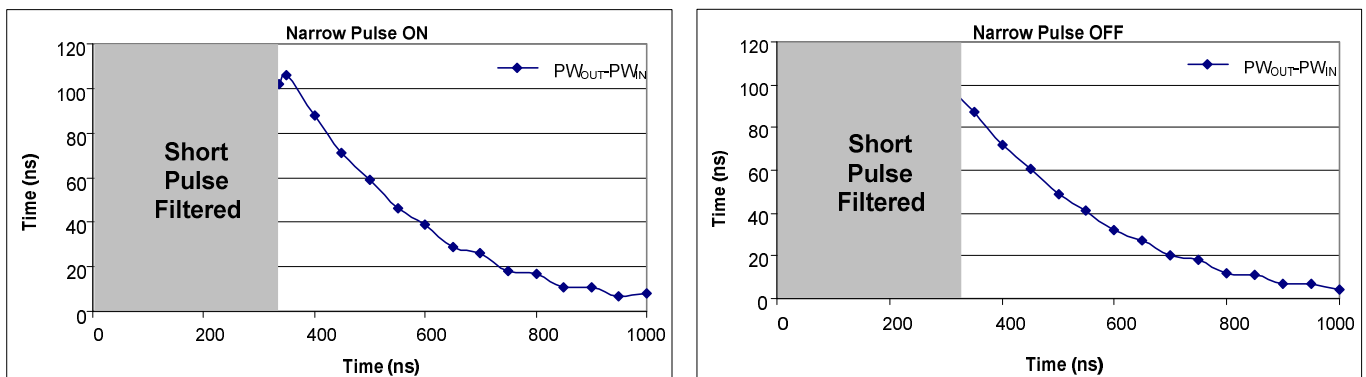 Narrow Pulse ON
120
100
80
60
40
20
0
Time (ns)
Short
Pulse
Filtered
PWOUT-PWIN
0 200 400 600 800 1000
Time (ns)
Narrow Pulse OFF
120
100
80
60
40
20
0
Time (ns)
Short
Pulse
Filtered
PWOUT-PWIN
0 200 400 600 800 1000
Time (ns)